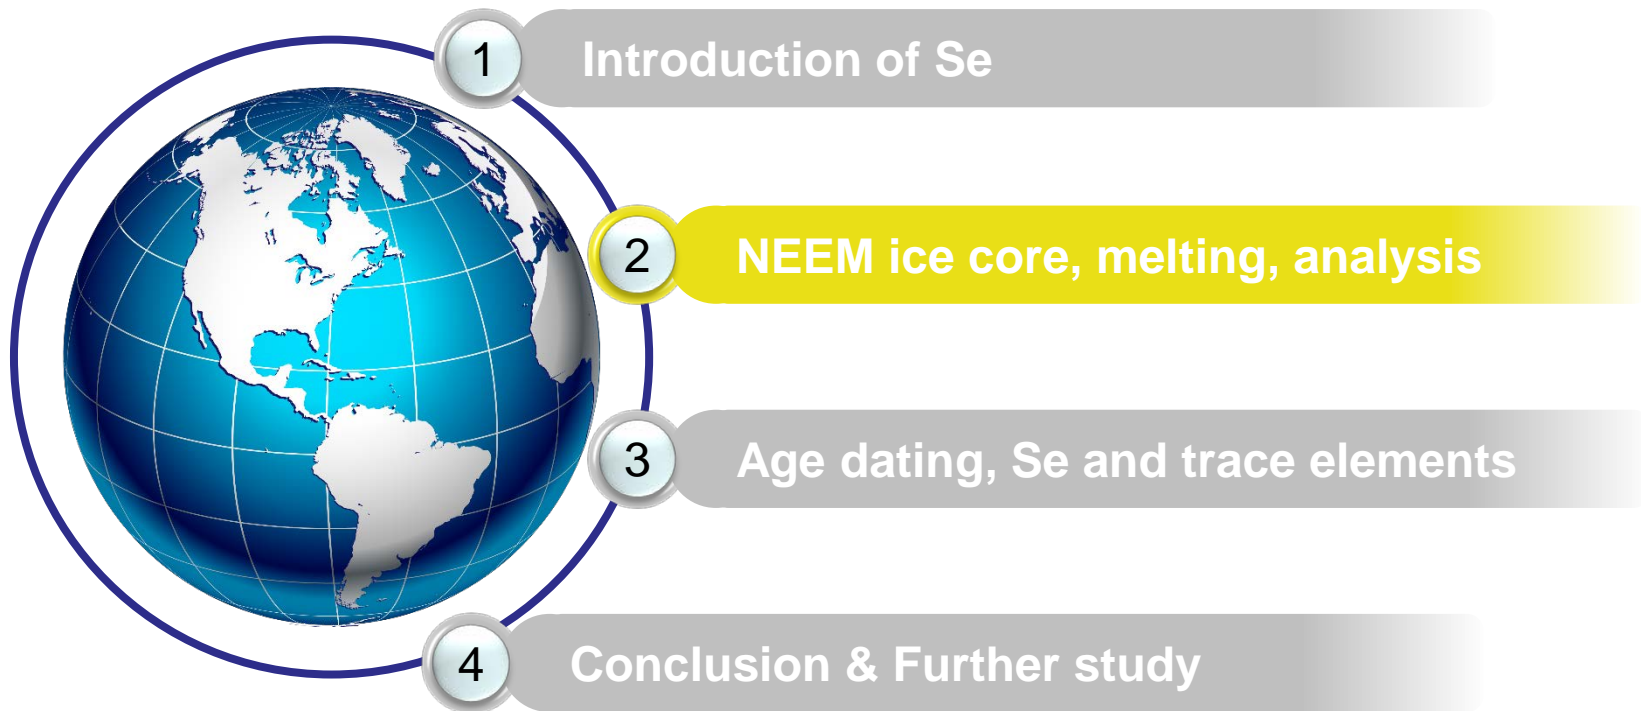 1 Introduction of Se
2 NEEM ice core, melting, analysis
3 Age dating, Se and trace elements
4 Conclusion & Further study